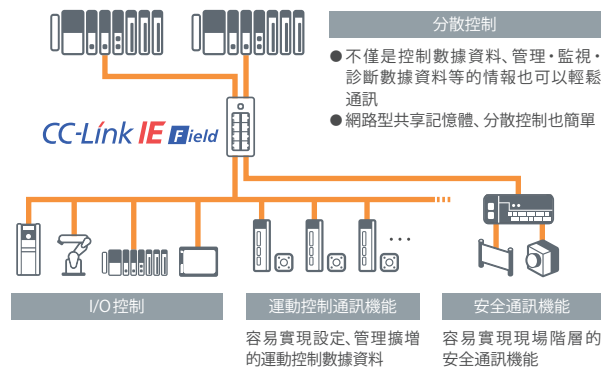 分散控制
●不僅是控制數據資料、管理・監視・
診斷數據資料等的情報也可以輕鬆
通訊
●網路型共享記憶體、分散控制也簡單
CC-Link IE Field
I/O控制
運動控制通訊機能
容易實現設定、管理擴增
的運動控制數據資料
安全通訊機能
容易實現現場階層的
安全通訊機能